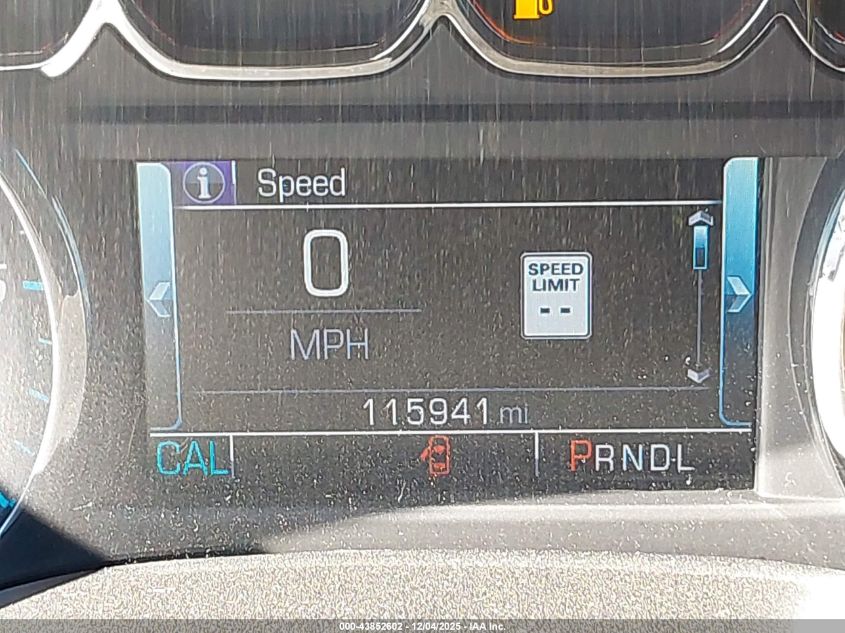 Speed
0
MPH
SPEED
LIMIT
--
115941 mi
CAL
PRNDL
000-43852602 - 12/04/2025 - IAA Inc.